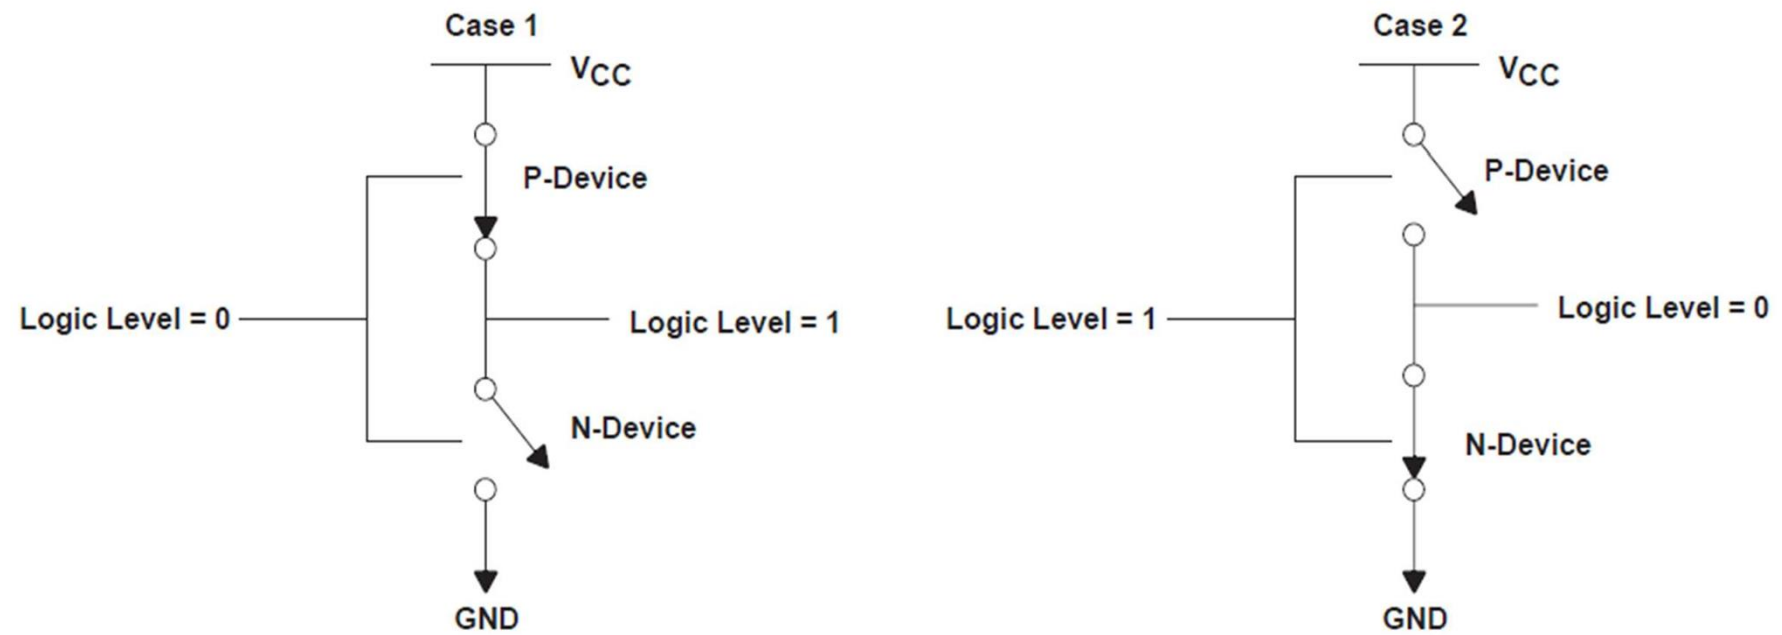 Case 1
VCC
P-Device
Logic Level = 0
Logic Level = 1
N-Device
GND
Case 2
VCC
P-Device
Logic Level = 1
Logic Level = 0
N-Device
GND